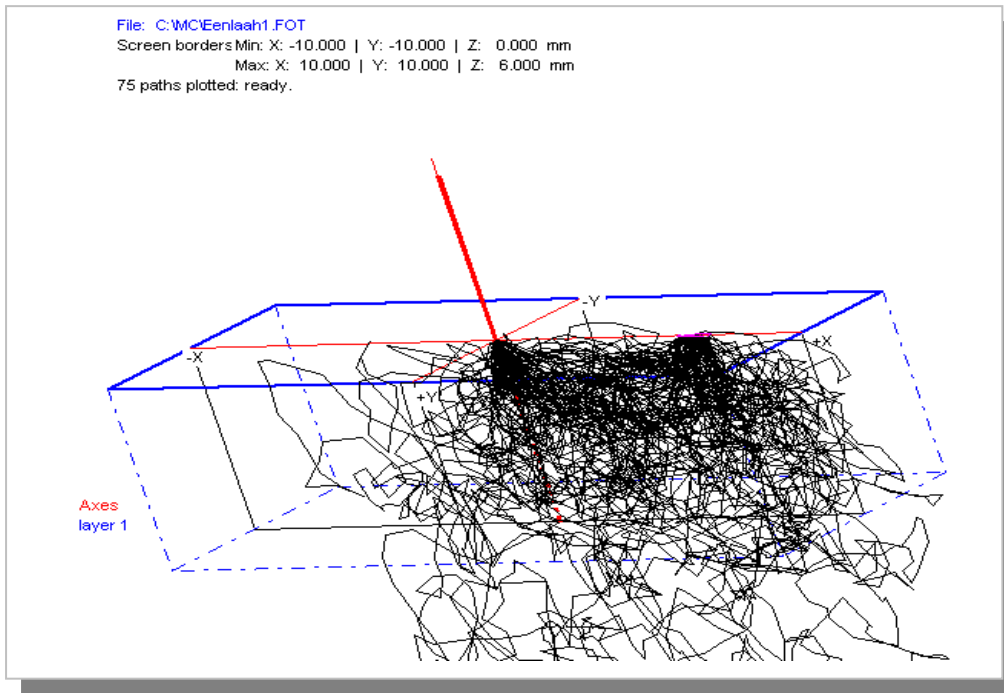 File: C:\MC\Eenlaah1.FOT
Screen borders Min: X: -10.000 | Y: -10.000 | Z: 0.000 mm
Max: X: 10.000 | Y: 10.000 | Z: 6.000 mm
75 paths plotted: ready.
-Y
+X
-X
+Y
Axes
layer 1